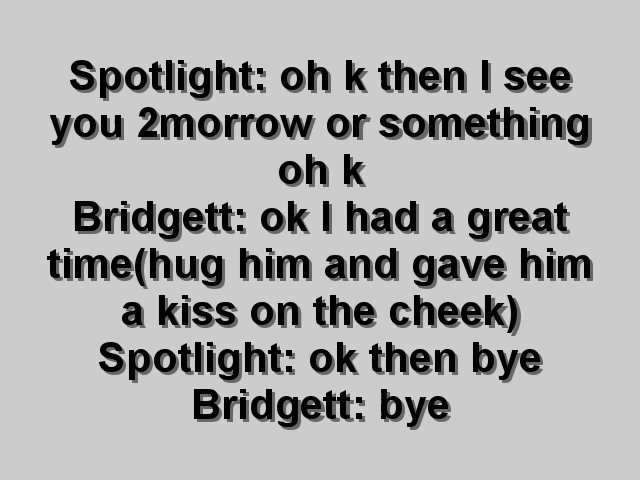 Spotlight: oh k then I see
you 2morrow or something
oh k
Bridgett: ok I had a great
time(hug him and gave him
a kiss on the cheek)
Spotlight: ok then bye
Bridgett: bye